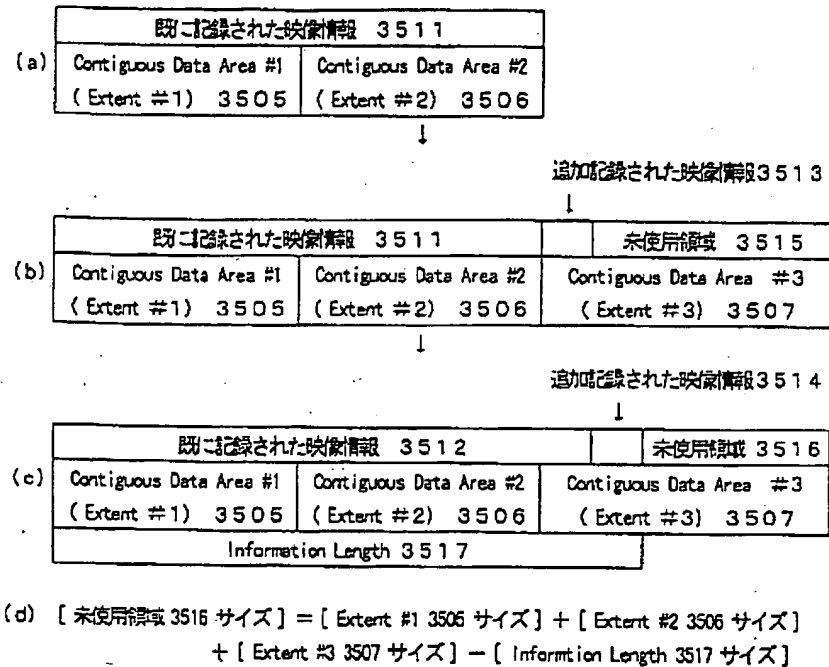 既に記録された映像情報 3511
(a) Contiguous Data Area #1 Contiguous Data Area #2
(Extent #1) 3505 (Extent #2) 3506
↓
追加記録された映像情報3513
↓
既に記録された映像情報 3511 未使用領域 3515
(b) Contiguous Data Area #1 Contiguous Data Area #2 Contiguous Data Area #3
(Extent #1) 3505 (Extent #2) 3506 (Extent #3) 3507
↓
追加記録された映像情報3514
↓
既に記録された映像情報 3512 未使用領域 3516
(c) Contiguous Data Area #1 Contiguous Data Area #2 Contiguous Data Area #3
(Extent #1) 3505 (Extent #2) 3506 (Extent #3) 3507
Information Length 3517
(d) [未使用領域 3516 サイズ] = [Extent #1 3505 サイズ] + [Extent #2 3506 サイズ]
+ [Extent #3 3507 サイズ] − [Informtion Length 3517 サイズ]